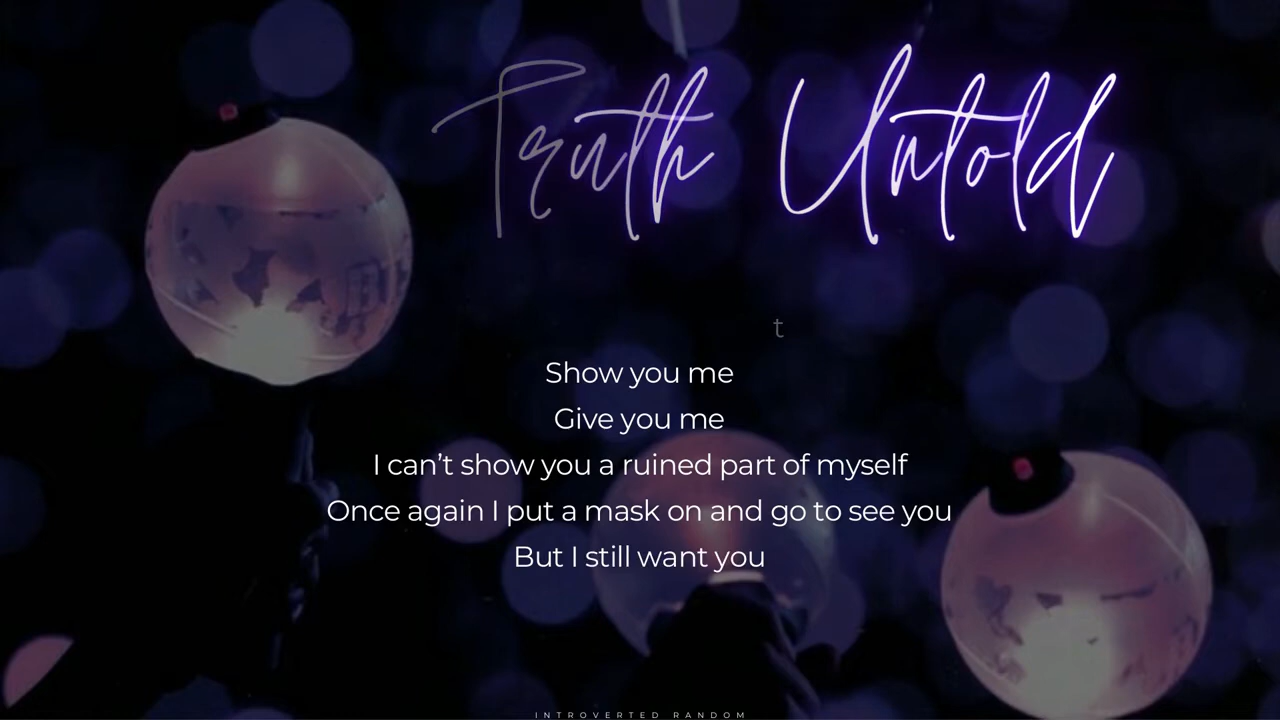 Truth Untold
t
Show you me
Give you me
I can’t show you a ruined part of myself
Once again I put a mask on and go to see you
But I still want you
INTROVERTED RANDOM